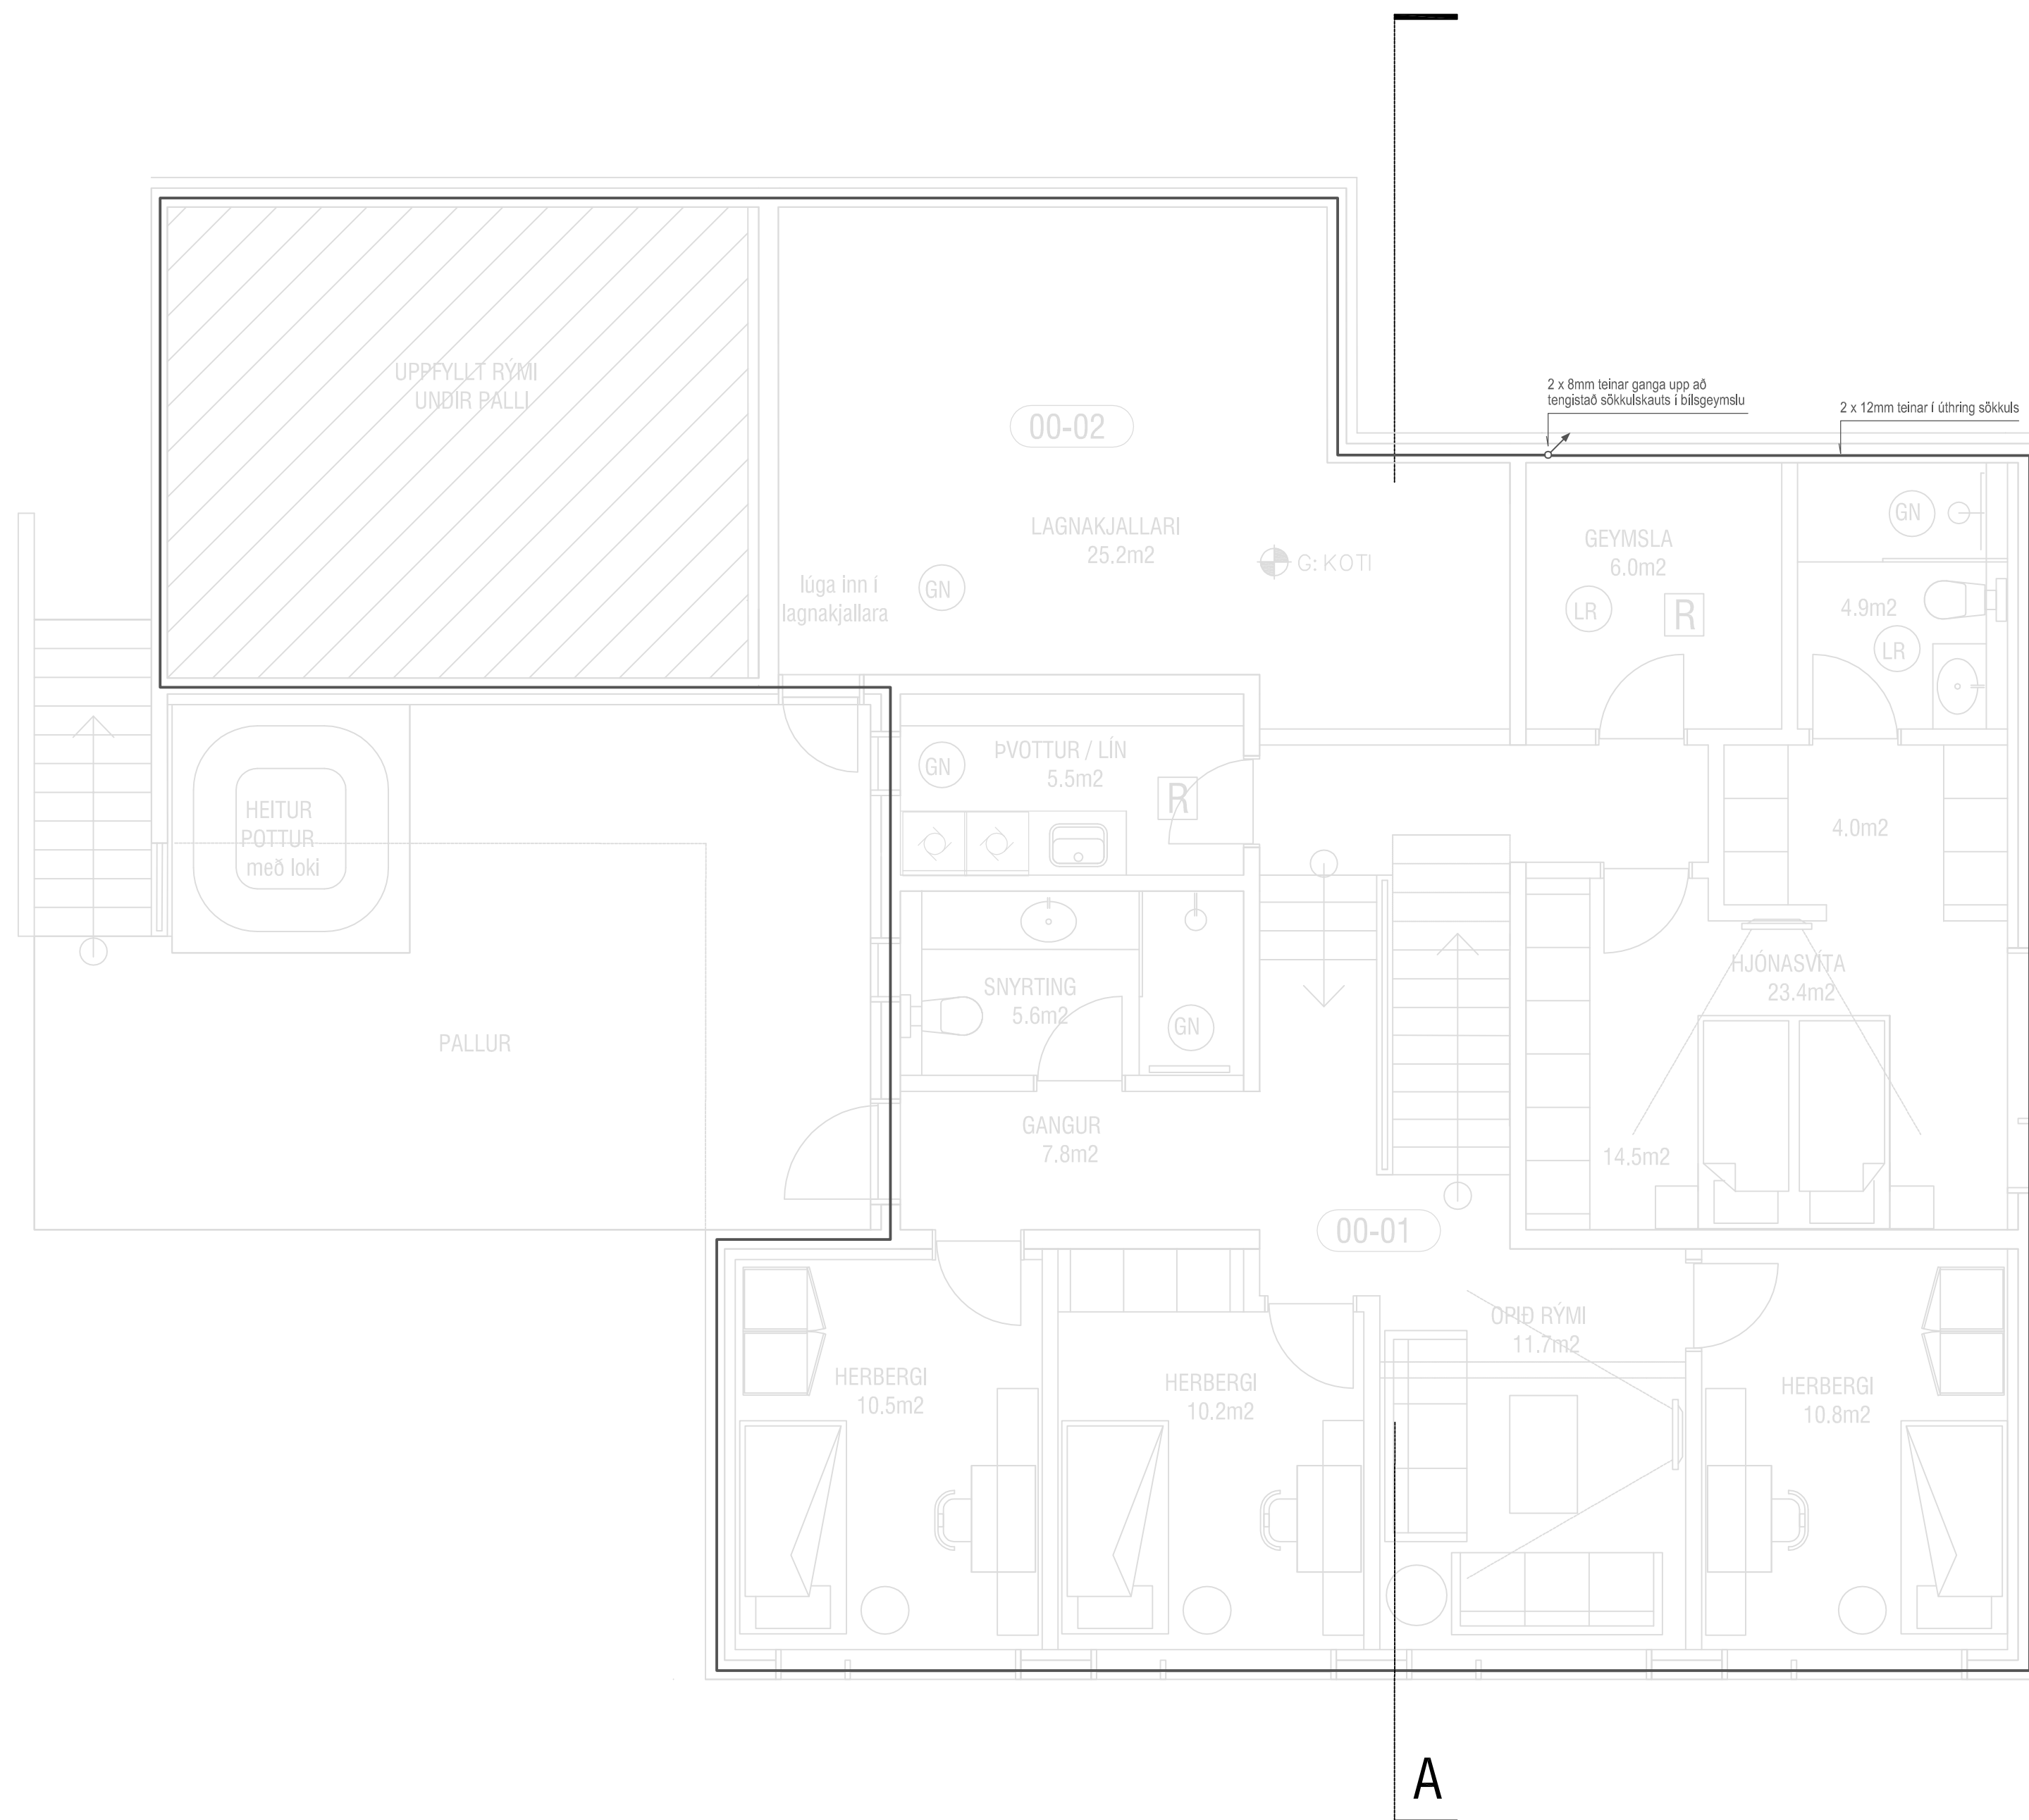 UPPFYLLT RÝMI
UNDIR PALLI
00-02
2 x 8mm teinar ganga upp að
tengistað sökkulskauts í bílsgeymslu
2 x 12mm teinar í úthring sökkuls
LAGNAKJALLARI
25.2m2
G: KOTI
lúga inn í
lagnakjallara
GN
GEYMSLA
6.0m2
LR
R
GN
4.9m2
LR
ÞVOTTUR / LÍN
5.5m2
GN
R
HEITUR
POTTUR
með loki
4.0m2
SNYRTING
5.6m2
GN
HJÓNASVÍTA
23.4m2
PALLUR
GANGUR
7.8m2
14.5m2
00-01
OPIÐ RÝMI
11.7m2
HERBERGI
10.5m2
HERBERGI
10.2m2
HERBERGI
10.8m2
A